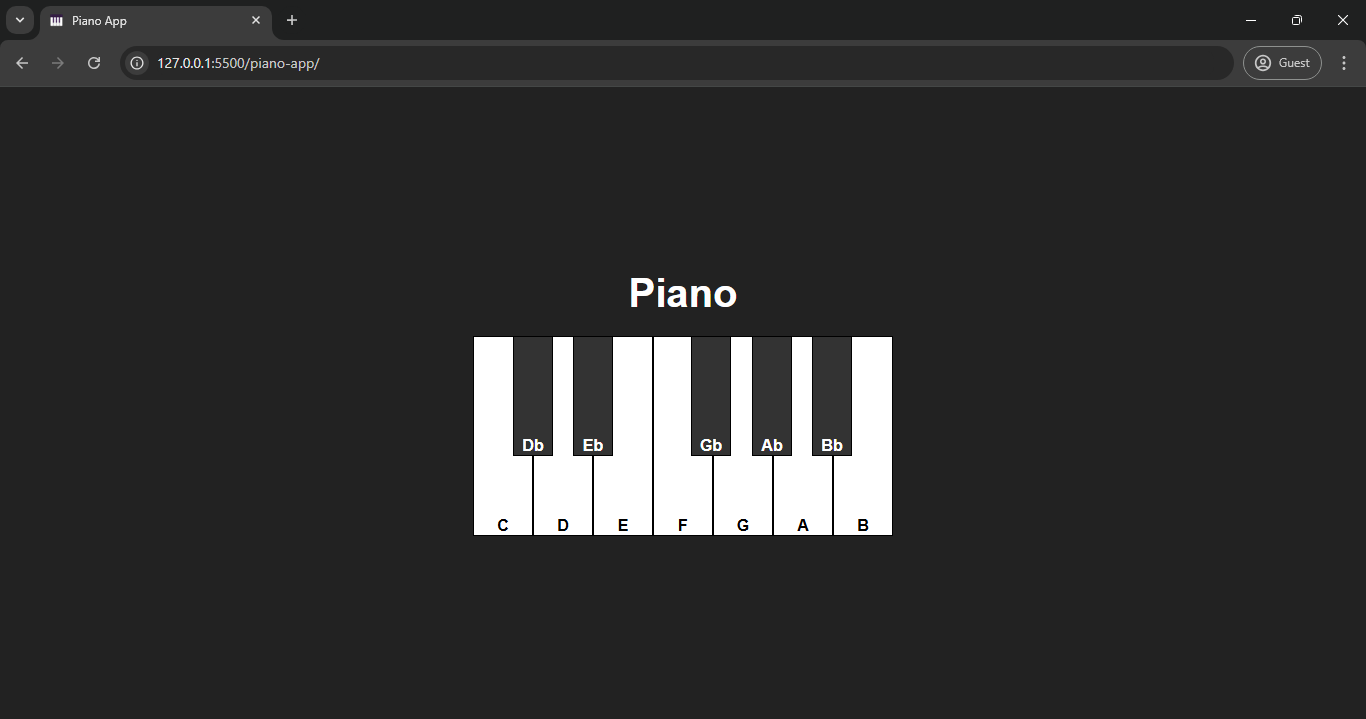 Piano App
127.0.0.1:5500/piano-app/
Guest
Piano
Db Eb Gb Ab Bb
C D E F G A B